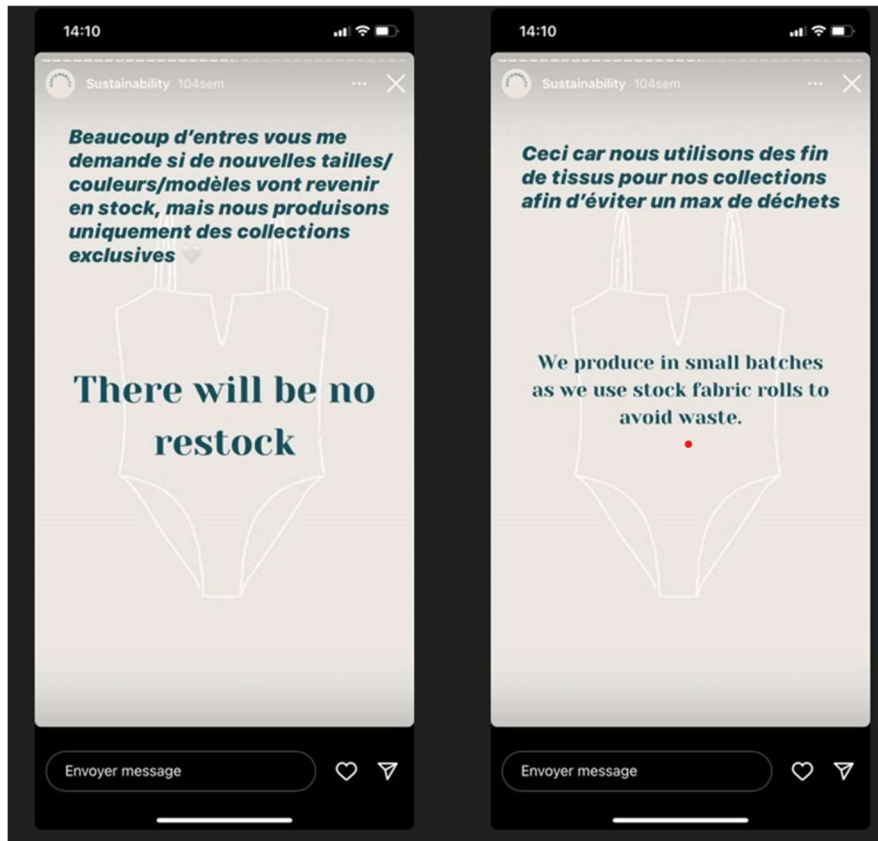 14:10
Sustainability 104sem
Beaucoup d'entres vous me
demande si de nouvelles tailles/
couleurs/modèles vont revenir
en stock, mais nous produisons
uniquement des collections
exclusives
There will be no
restock
Envoyer message
14:10
Sustainability 104sem
Ceci car nous utilisons des fin
de tissus pour nos collections
afin d'éviter un max de déchets
We produce in small batches
as we use stock fabric rolls to
avoid waste.
Envoyer message